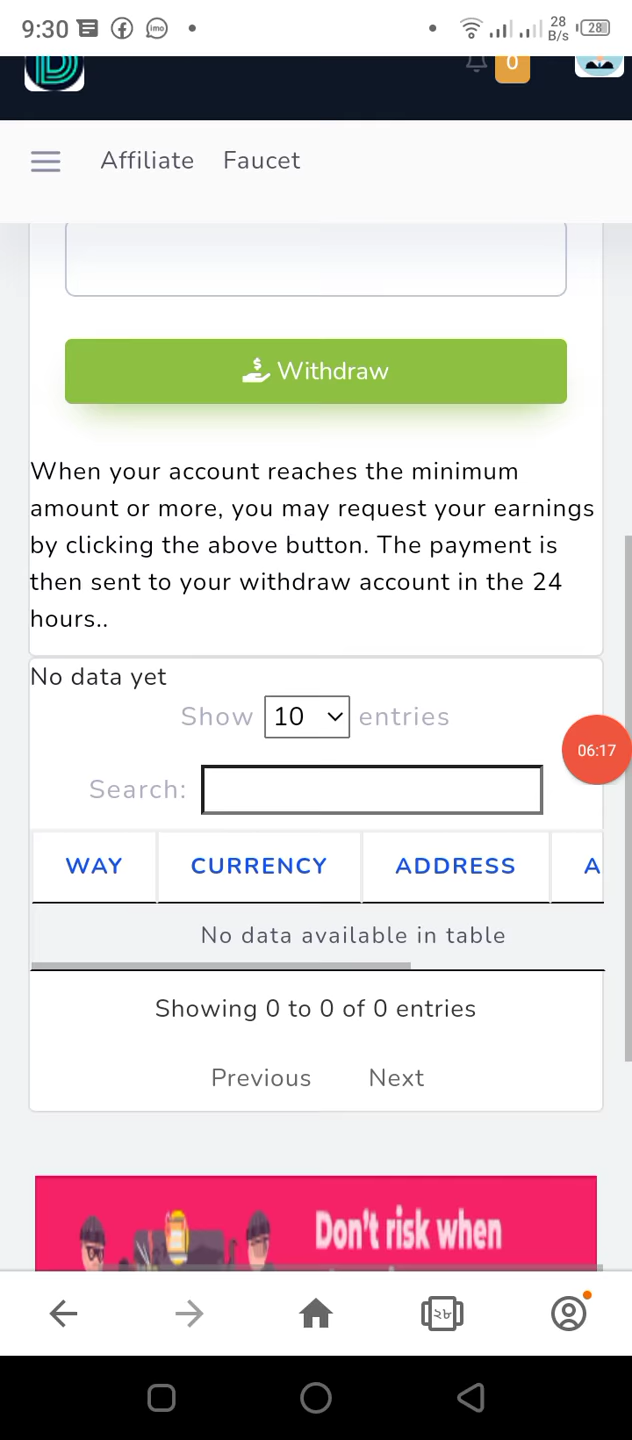 9:30
imo
28 B/s
28
0
Affiliate Faucet
Withdraw
When your account reaches the minimum
amount or more, you may request your earnings
by clicking the above button. The payment is
then sent to your withdraw account in the 24
hours..
No data yet
Show 10 entries
06:17
Search:
WAY CURRENCY ADDRESS A
No data available in table
Showing 0 to 0 of 0 entries
Previous Next
Don't risk when
২৮